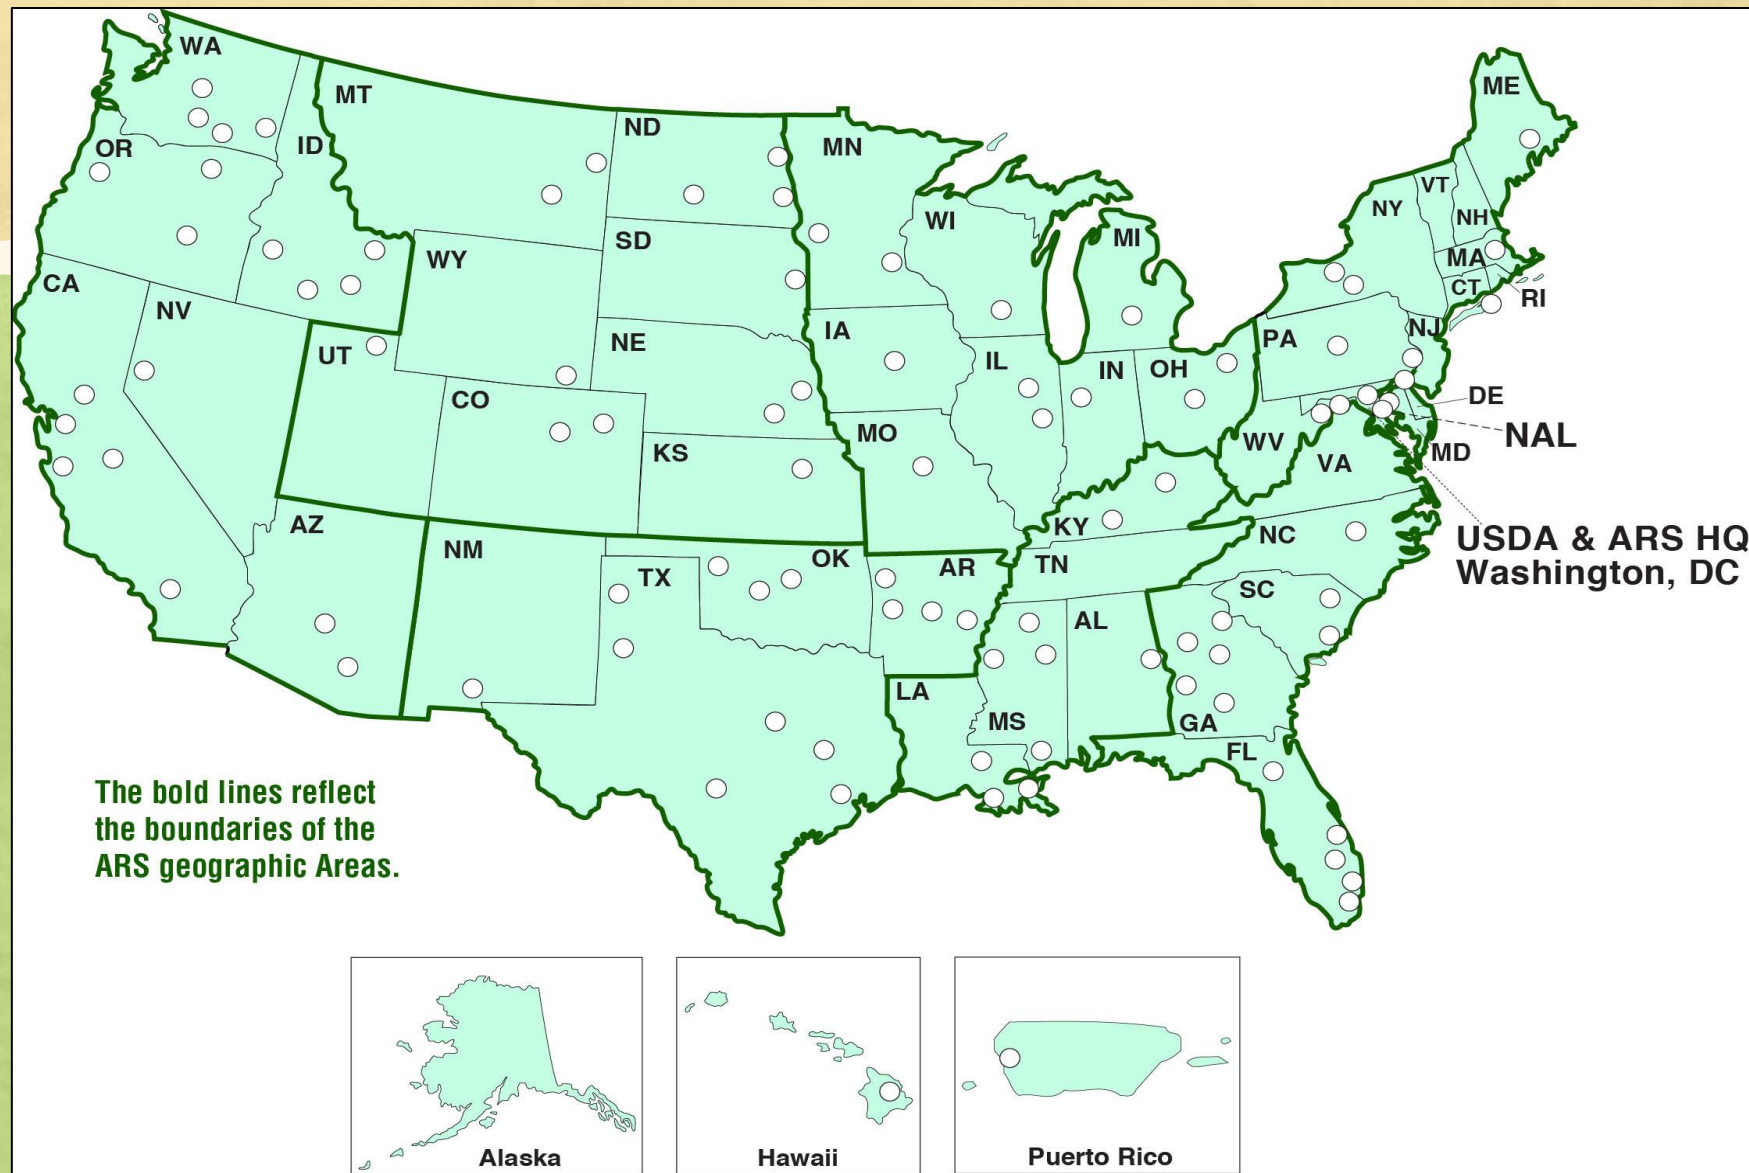 WA
MT
ND
MN
ME
OR
ID
VT
NY
NH
WI
MI
SD
WY
MA
CA
CT
RI
NV
IA
NJ
PA
NE
UT
IL
IN
OH
DE
CO
MO
NAL
WV
MD
KS
VA
AZ
KY
NC
USDA & ARS HQ
Washington, DC
NM
OK
TN
AR
TX
SC
AL
LA
MS
GA
FL
The bold lines reflect
the boundaries of the
ARS geographic Areas.
Alaska
Hawaii
Puerto Rico